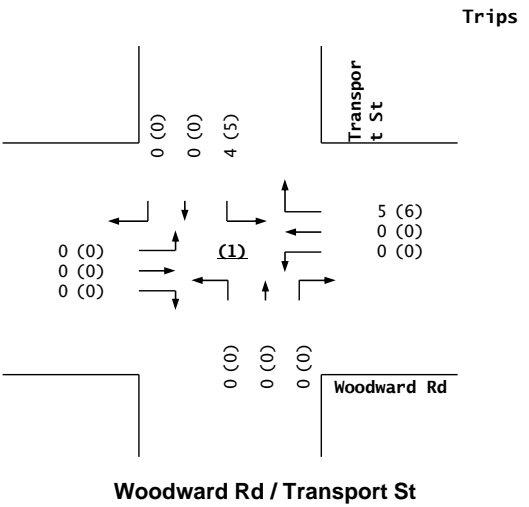 Trips
Transpor
t St
0 (0)
0 (0)
4 (5)
5 (6)
0 (0)
0 (0)
0 (0)
0 (0)
0 (0)
(1)
0 (0)
0 (0)
0 (0)
Woodward Rd
Woodward Rd / Transport St